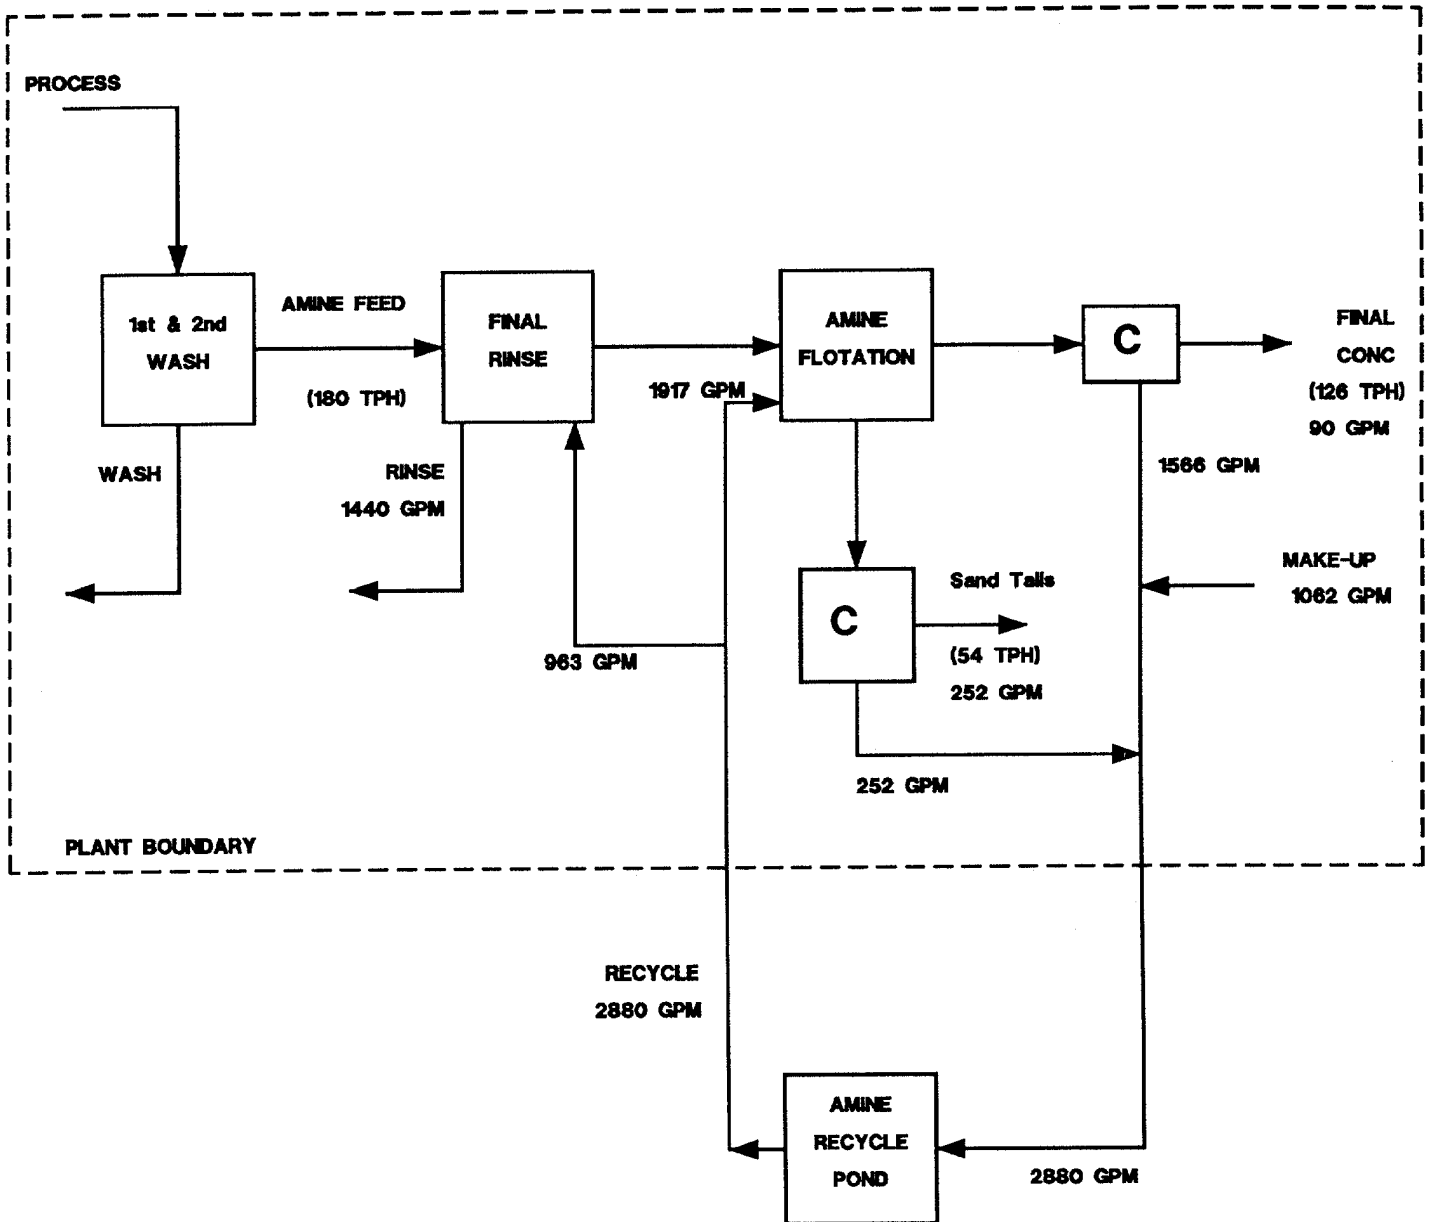 PROCESS
1st & 2nd
WASH
AMINE FEED
(180 TPH)
FINAL
RINSE
AMINE
FLOTATION
C
FINAL
CONC
(126 TPH)
90 GPM
1917 GPM
WASH
RINSE
1440 GPM
1566 GPM
MAKE-UP
1062 GPM
C
Sand Tails
(54 TPH)
252 GPM
963 GPM
252 GPM
PLANT BOUNDARY
RECYCLE
2880 GPM
AMINE
RECYCLE
POND
2880 GPM